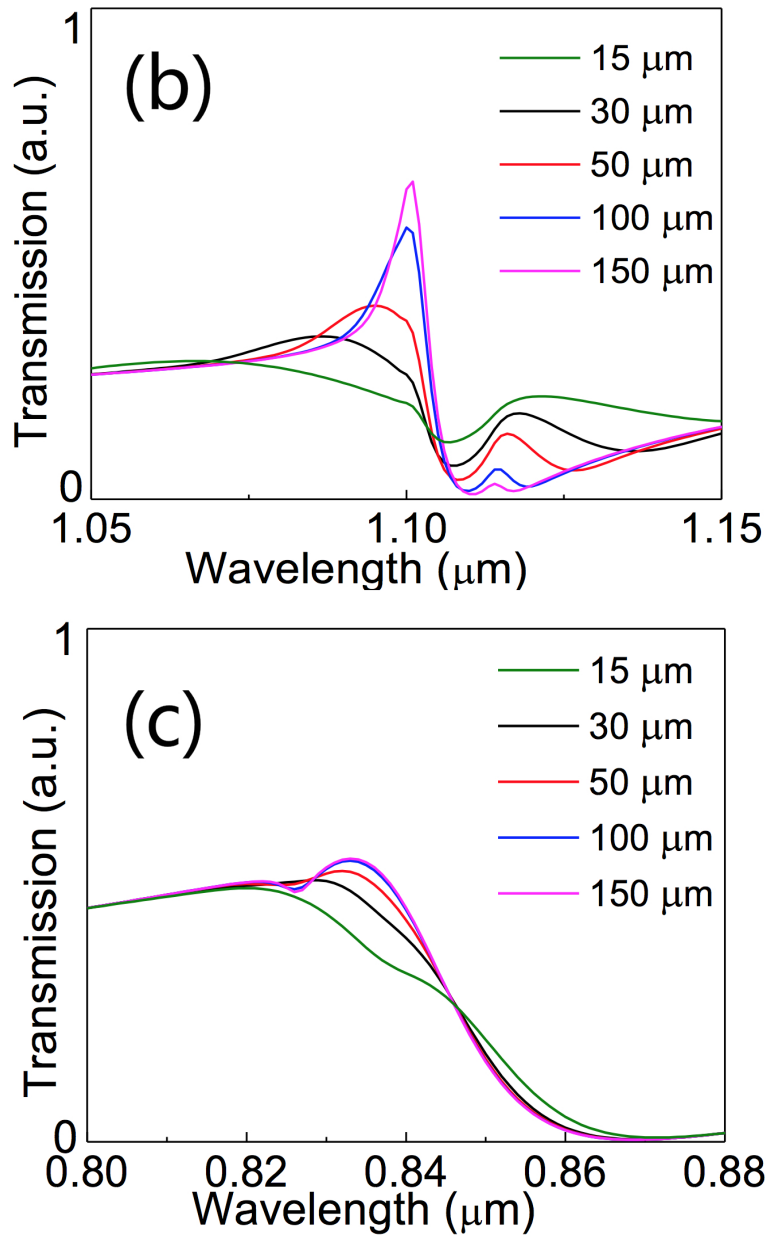 1
(b)
15 μm
30 μm
50 μm
100 μm
150 μm
Transmission (a.u.)
0
1.05 1.10 1.15
Wavelength (μm)
1
(c)
15 μm
30 μm
50 μm
100 μm
150 μm
Transmission (a.u.)
0
0.80 0.82 0.84 0.86 0.88
Wavelength (μm)